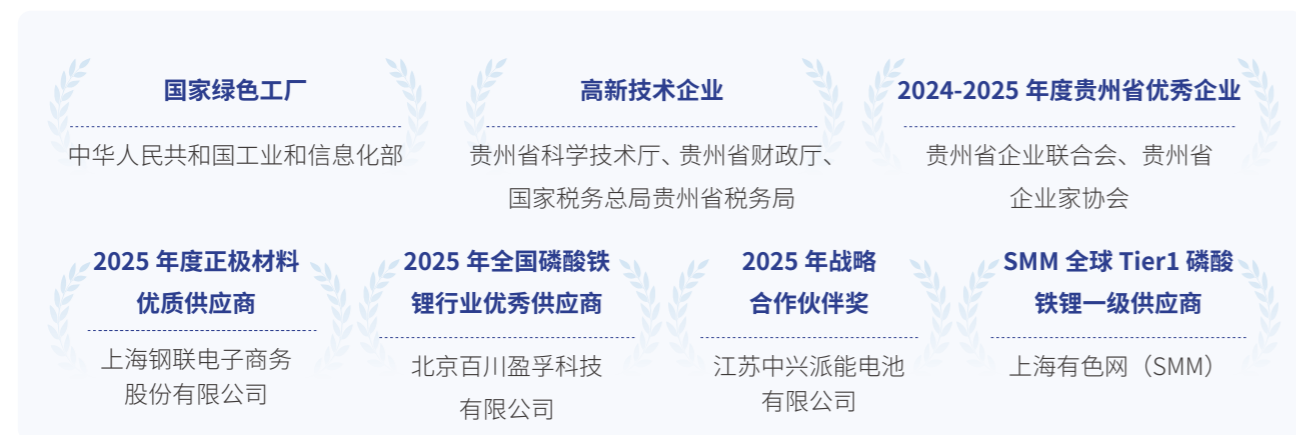 国家绿色工厂
中华人民共和国工业和信息化部
高新技术企业
贵州省科学技术厅、贵州省财政厅、
国家税务总局贵州省税务局
2024-2025 年度贵州省优秀企业
贵州省企业联合会、贵州省
企业家协会
2025 年度正极材料
优质供应商
上海钢联电子商务
股份有限公司
2025 年全国磷酸铁
锂行业优秀供应商
北京百川盈孚科技
有限公司
2025 年战略
合作伙伴奖
江苏中兴派能电池
有限公司
SMM 全球 Tier1 磷酸
铁锂一级供应商
上海有色网（SMM）